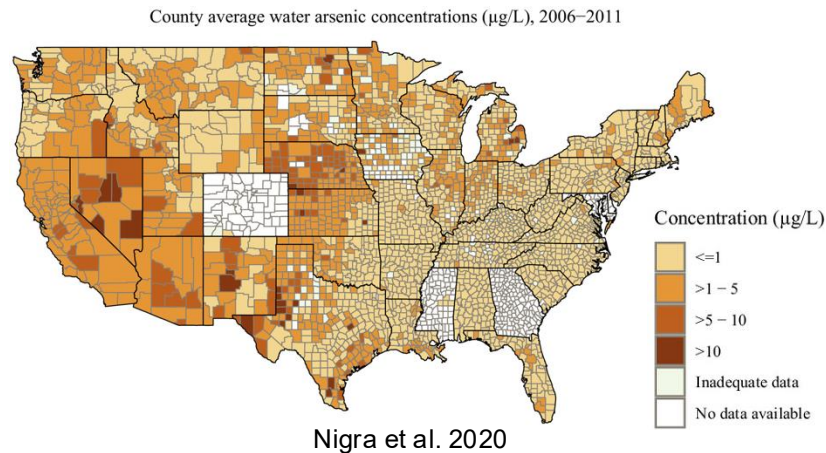 County average water arsenic concentrations (µg/L), 2006−2011
Concentration (µg/L)
<=1
>1 − 5
>5 − 10
>10
Inadequate data
No data available
Nigra et al. 2020